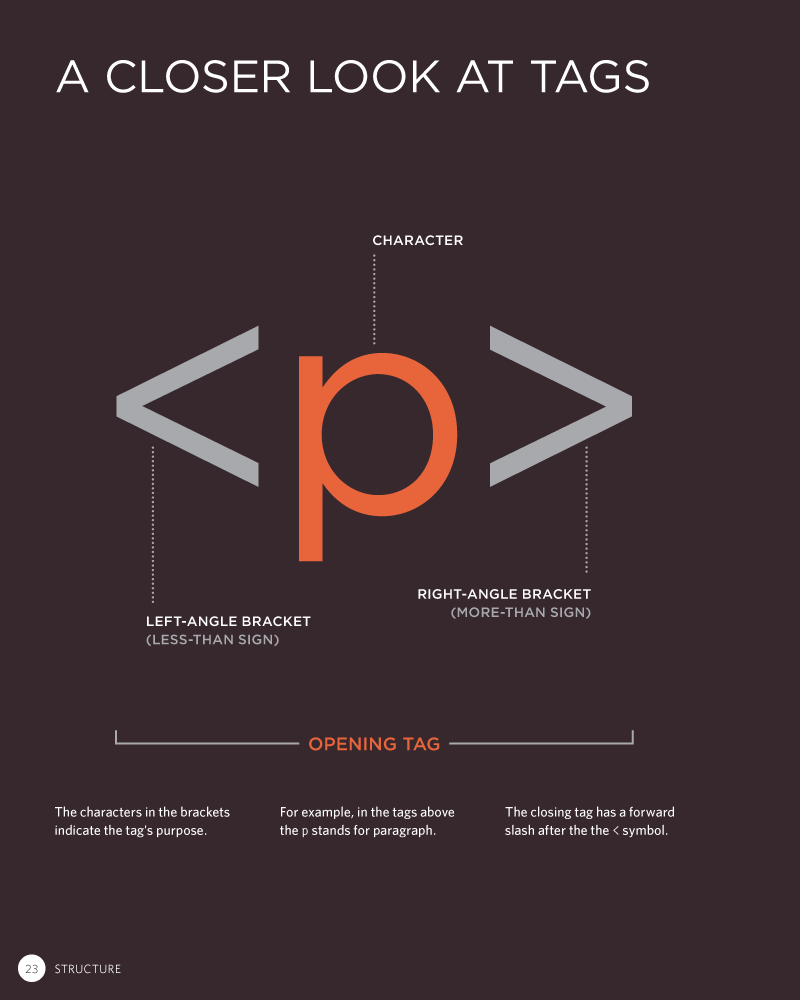 A CLOSER LOOK AT TAGS
CHARACTER
<p>
LEFT-ANGLE BRACKET
(LESS-THAN SIGN)
RIGHT-ANGLE BRACKET
(MORE-THAN SIGN)
OPENING TAG
The characters in the brackets
indicate the tag's purpose.
For example, in the tags above
the p stands for paragraph.
The closing tag has a forward
slash after the the < symbol.
23 STRUCTURE